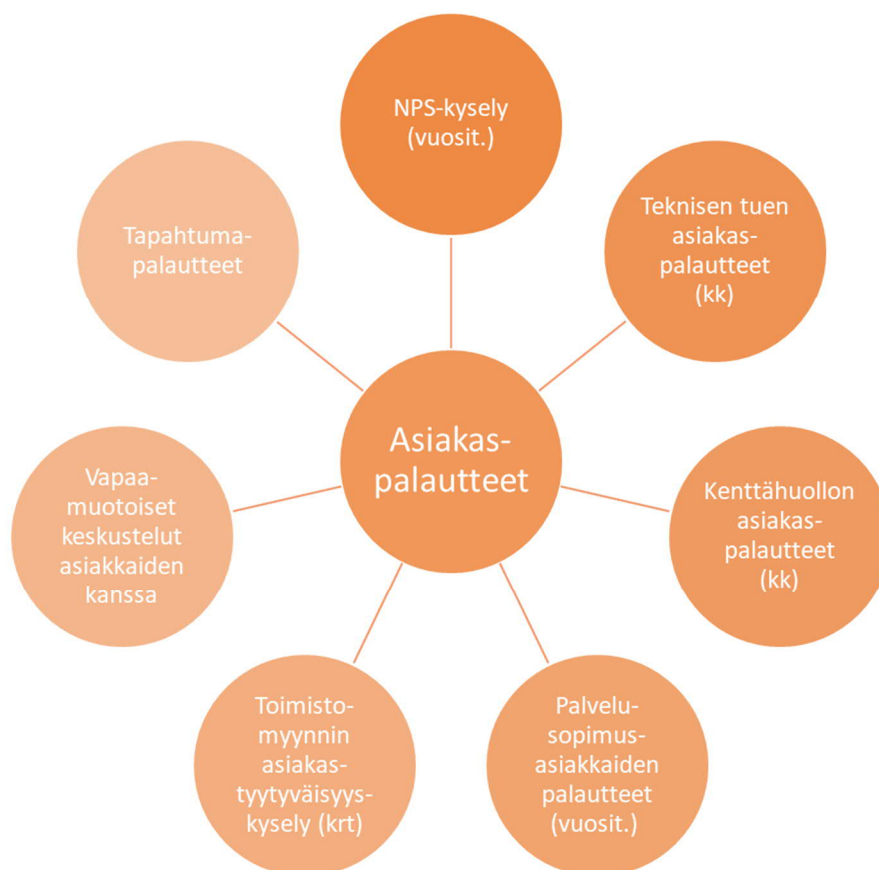 NPS-kysely
(vuosit.)
Teknisen tuen
asiakas-
palautteet
(kk)
Tapahtuma-
palautteet
Asiakas-
palautteet
Vapaa-
muotoiset
keskustelut
asiakkaiden
kanssa
Kenttähuollon
asiakas-
palautteet
(kk)
Toimisto-
myynnin
asiakas-
tyytyväisyys-
kysely (krt)
Palvelu-
sopimus-
asiakkaiden
palautteet
(vuosit.)